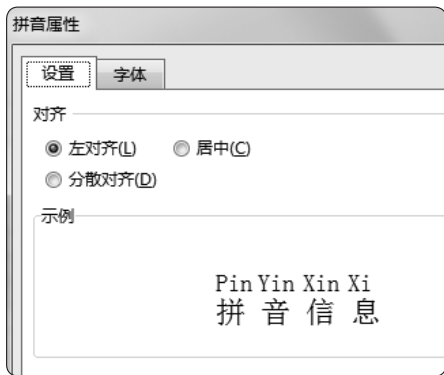 拼音属性
设置 字体
对齐
左对齐(L) 居中(C)
分散对齐(D)
示例
Pin Yin Xin Xi
拼音信息